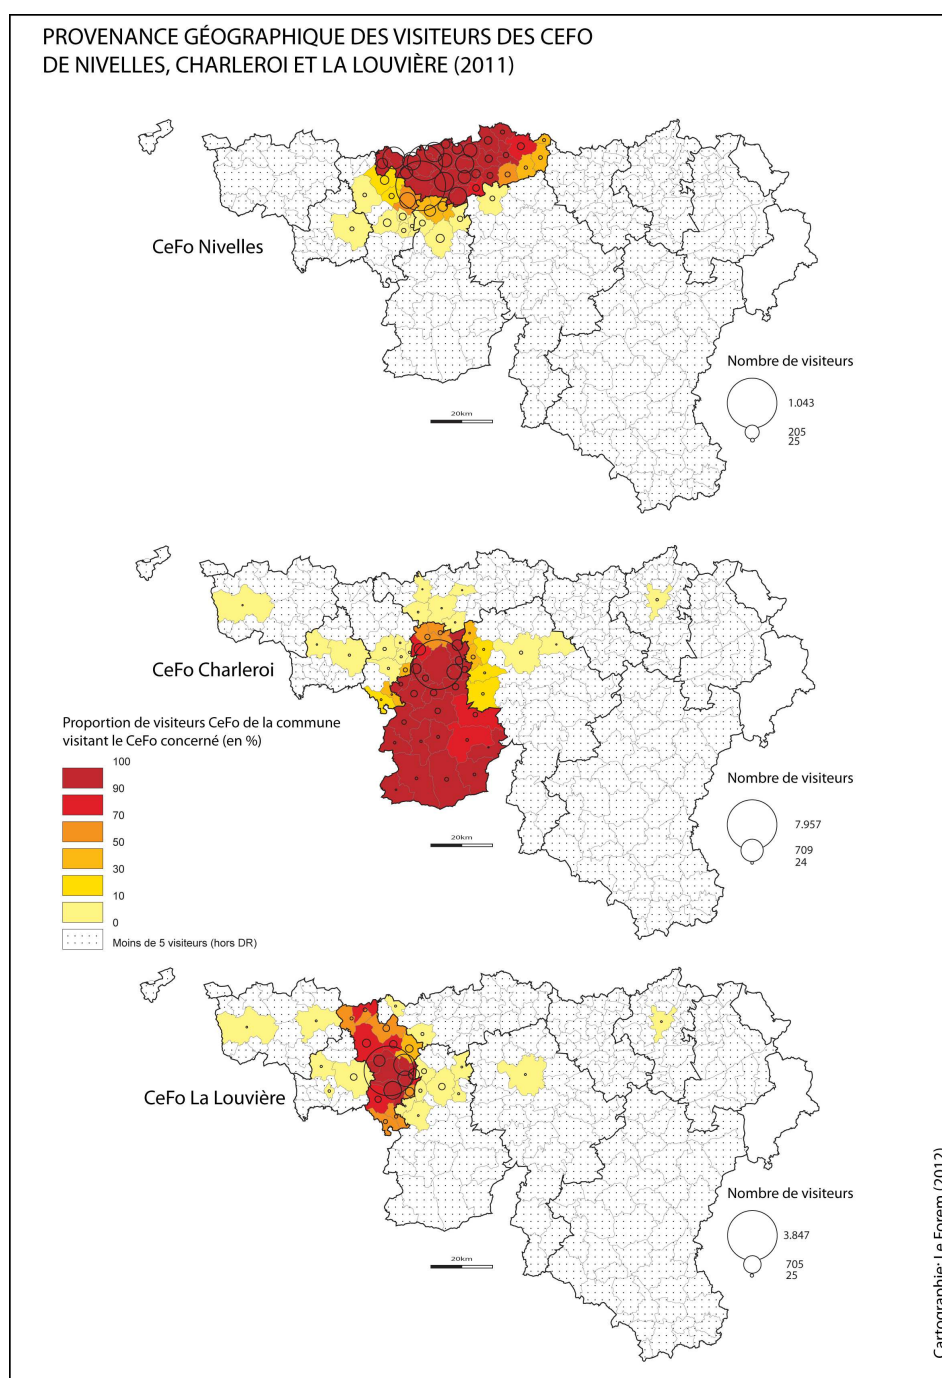 PROVENANCE GÉOGRAPHIQUE DES VISITEURS DES CEFO
DE NIVELLES, CHARLEROI ET LA LOUVIÈRE (2011)
CeFo Nivelles
Nombre de visiteurs
1.043
205
25
20km
CeFo Charleroi
Proportion de visiteurs CeFo de la commune
visitant le CeFo concerné (en %)
100
90
70
50
30
10
0
Moins de 5 visiteurs (hors DR)
Nombre de visiteurs
7.957
709
24
20km
CeFo La Louvière
Nombre de visiteurs
3.847
705
25
20km
Cartographie: Le Forem (2012)